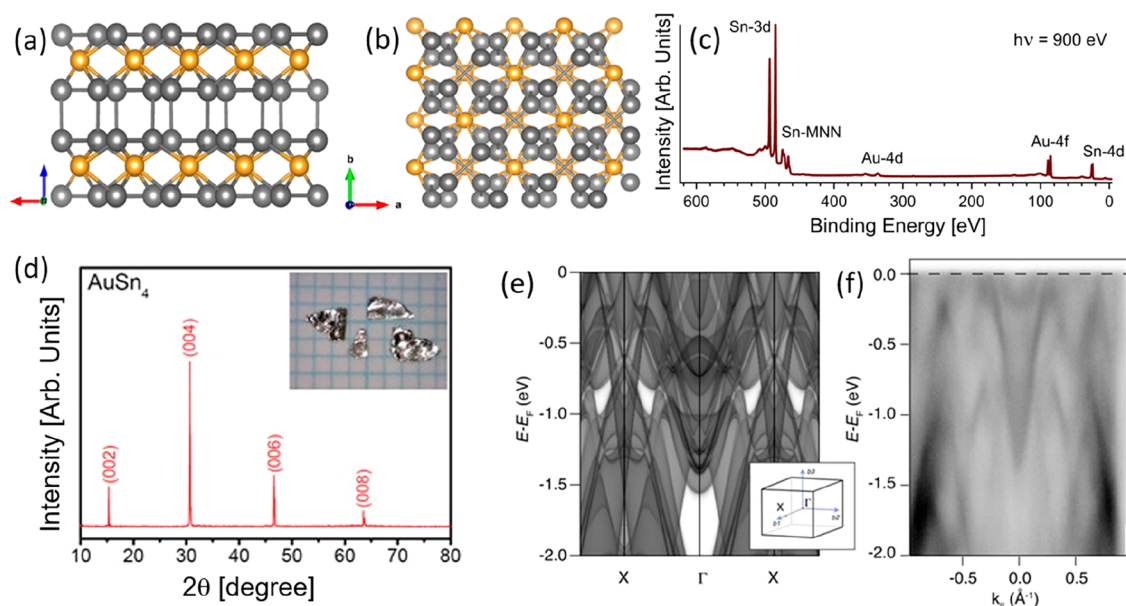 (a)
(b)
b
a
(c)
Intensity [Arb. Units]
Sn-3d
hν = 900 eV
Sn-MNN
Au-4d
Au-4f
Sn-4d
600 500 400 300 200 100 0
Binding Energy [eV]
(d)
Intensity [Arb. Units]
AuSn4
(002)
(004)
(006)
(008)
10 20 30 40 50 60 70 80
2θ [degree]
(e)
E-EF (eV)
0
-0.5
-1.0
-1.5
-2.0
X Γ X
b3
Γ
X
b1
b2
(f)
E-EF (eV)
0.0
-0.5
-1.0
-1.5
-2.0
-0.5 0.0 0.5